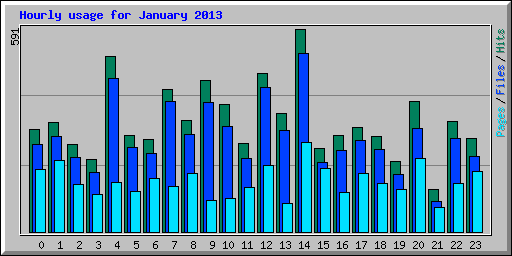 Hourly usage for January 2013
591
Pages / Files / Hits
0 1 2 3 4 5 6 7 8 9 10 11 12 13 14 15 16 17 18 19 20 21 22 23